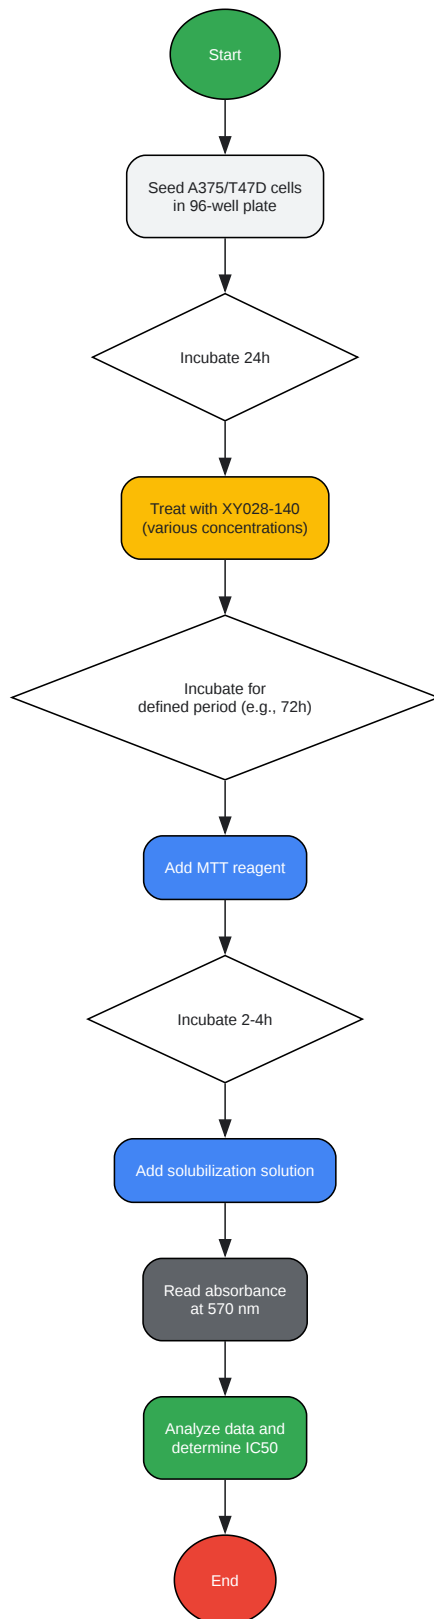 Start
Seed A375/T47D cells
in 96-well plate
Incubate 24h
Treat with XY028-140
(various concentrations)
Incubate for
defined period (e.g., 72h)
Add MTT reagent
Incubate 2-4h
Add solubilization solution
Read absorbance
at 570 nm
Analyze data and
determine IC50
End